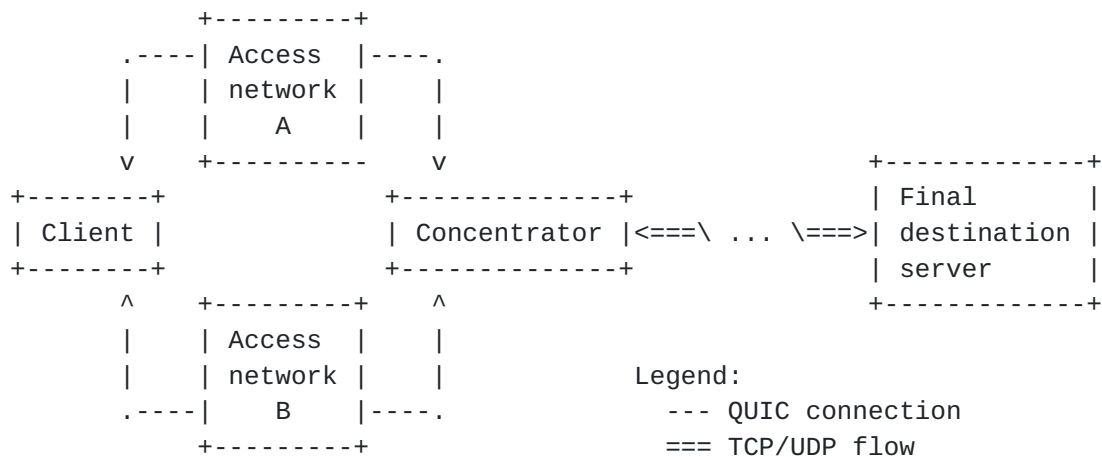 +---------+
       .----| Access  |----.
       |    | network |    |
       |    |    A    |    |
       v    +----------    v                            +-------------+
+--------+              +--------------+                | Final       |
| Client |              | Concentrator |<===\ ... \===>| destination |
+--------+              +--------------+                | server      |
       ^    +---------+    ^                            +-------------+
       |    | Access  |    |
       |    | network |    |            Legend:
       .----|    B    |----.              --- QUIC connection
            +---------+                   === TCP/UDP flow